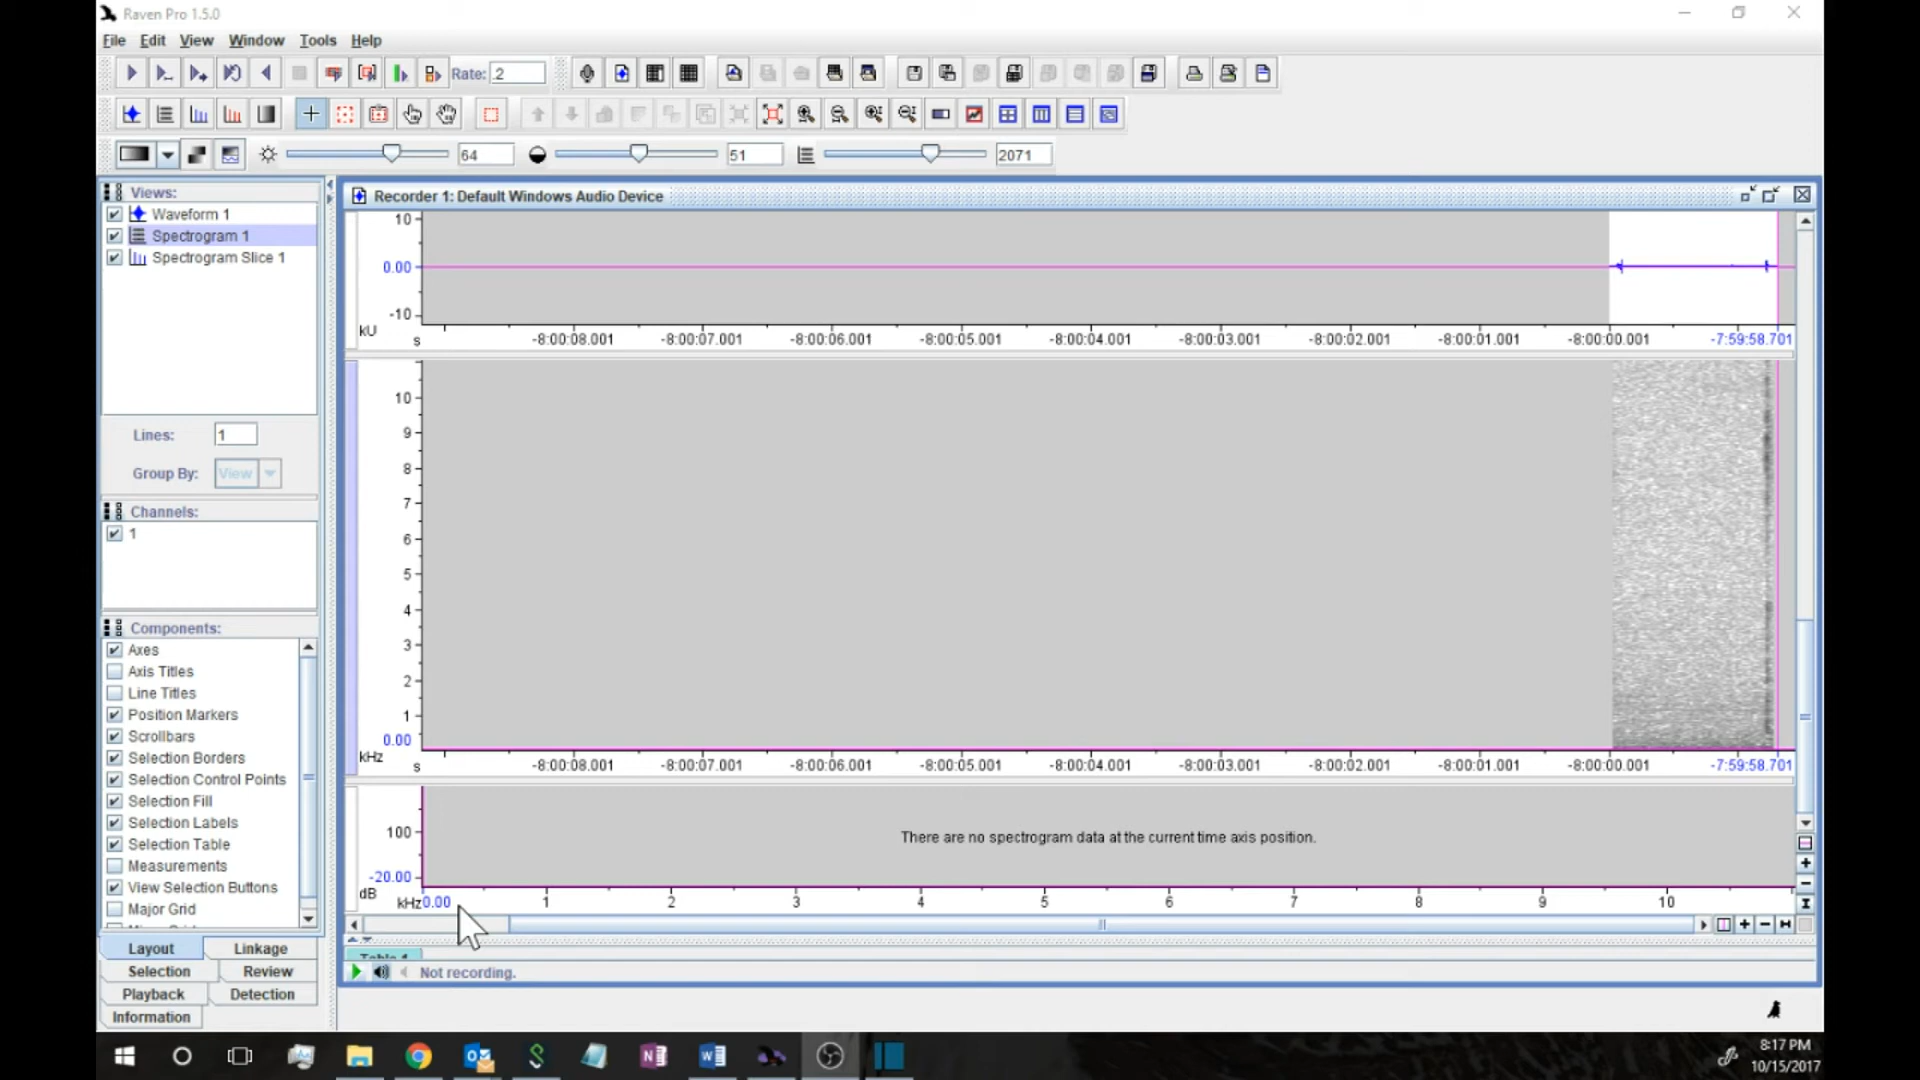 Raven Pro 1.5.0
File Edit View Window Tools Help
Rate: .2
64 51 2071
Views:
Waveform 1
Spectrogram 1
Spectrogram Slice 1
Lines: 1
Group By: View
Channels:
1
Components:
Axes
Axis Titles
Line Titles
Position Markers
Scrollbars
Selection Borders
Selection Control Points
Selection Fill
Selection Labels
Selection Table
Measurements
View Selection Buttons
Major Grid
Layout Linkage
Selection Review
Playback Detection
Information
Recorder 1: Default Windows Audio Device
10
0.00
-10
kU
s -8:00:08.001 -8:00:07.001 -8:00:06.001 -8:00:05.001 -8:00:04.001 -8:00:03.001 -8:00:02.001 -8:00:01.001 -8:00:00.001 -7:59:58.701
10
9
8
7
6
5
4
3
2
1
0.00
kHz
s -8:00:08.001 -8:00:07.001 -8:00:06.001 -8:00:05.001 -8:00:04.001 -8:00:03.001 -8:00:02.001 -8:00:01.001 -8:00:00.001 -7:59:58.701
100
There are no spectrogram data at the current time axis position.
-20.00
dB
kHz 0.00 1 2 3 4 5 6 7 8 9 10
Table 1
Not recording.
8:17 PM
10/15/2017